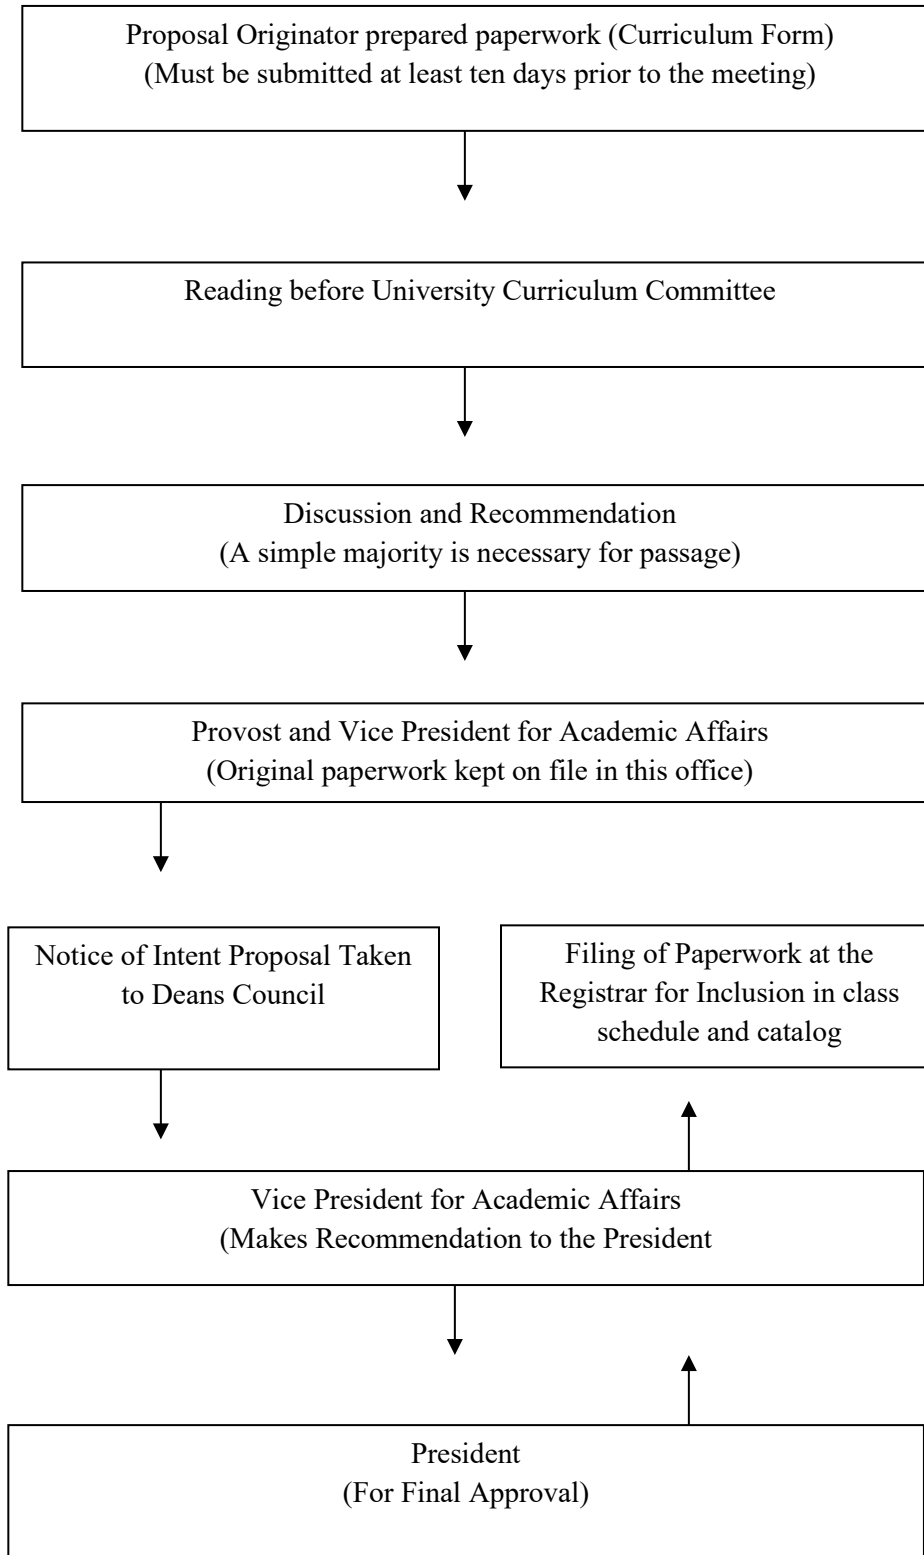 Proposal Originator prepared paperwork (Curriculum Form)
(Must be submitted at least ten days prior to the meeting)
Reading before University Curriculum Committee
Discussion and Recommendation
(A simple majority is necessary for passage)
Provost and Vice President for Academic Affairs
(Original paperwork kept on file in this office)
Notice of Intent Proposal Taken
to Deans Council
Filing of Paperwork at the
Registrar for Inclusion in class
schedule and catalog
Vice President for Academic Affairs
(Makes Recommendation to the President
President
(For Final Approval)